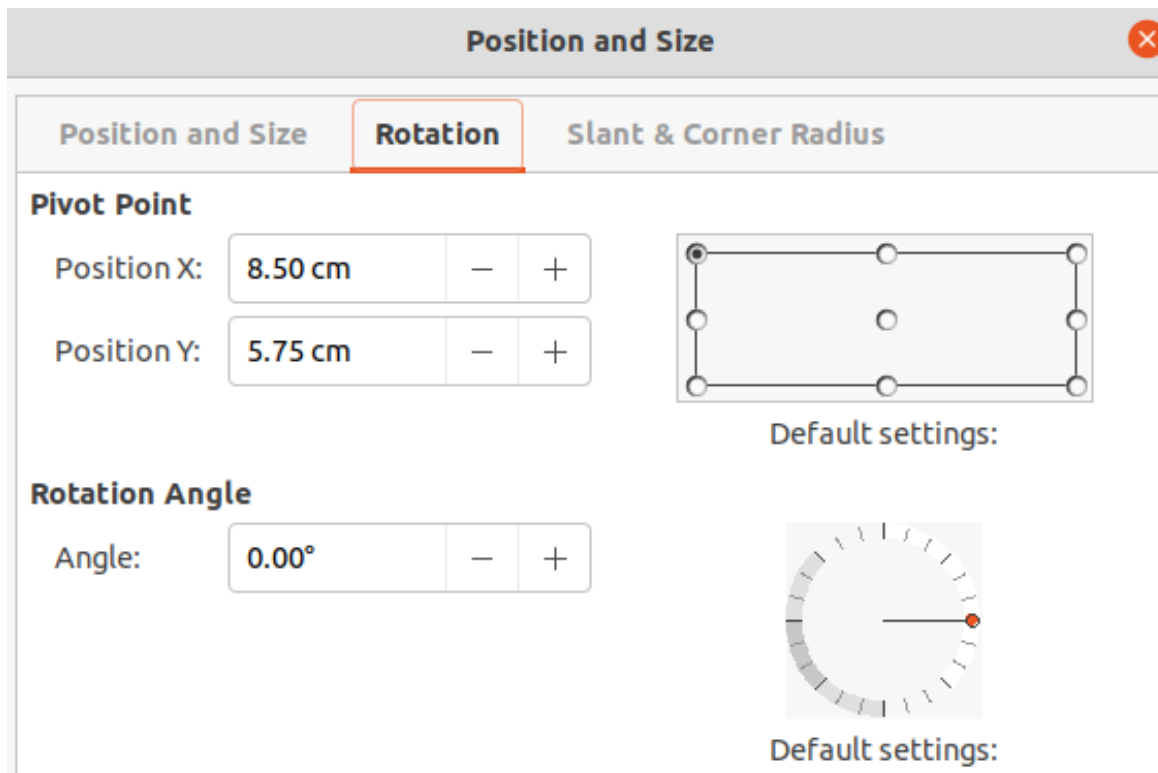 Position and Size
Position and Size Rotation Slant & Corner Radius
Pivot Point
Position X: 8.50 cm
Position Y: 5.75 cm
Default settings:
Rotation Angle
Angle: 0.00°
Default settings: